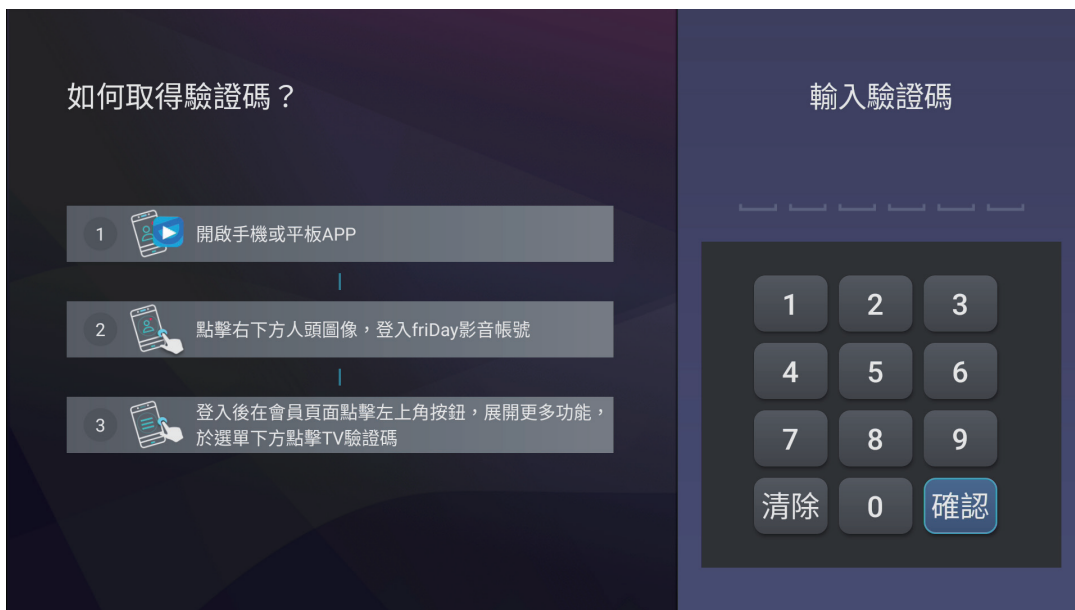 如何取得驗證碼？
1 開啟手機或平板APP
2 點擊右下方人頭圖像，登入friDay影音帳號
3 登入後在會員頁面點擊左上角按鈕，展開更多功能，
於選單下方點擊TV驗證碼
輸入驗證碼
1 2 3
4 5 6
7 8 9
清除 0 確認